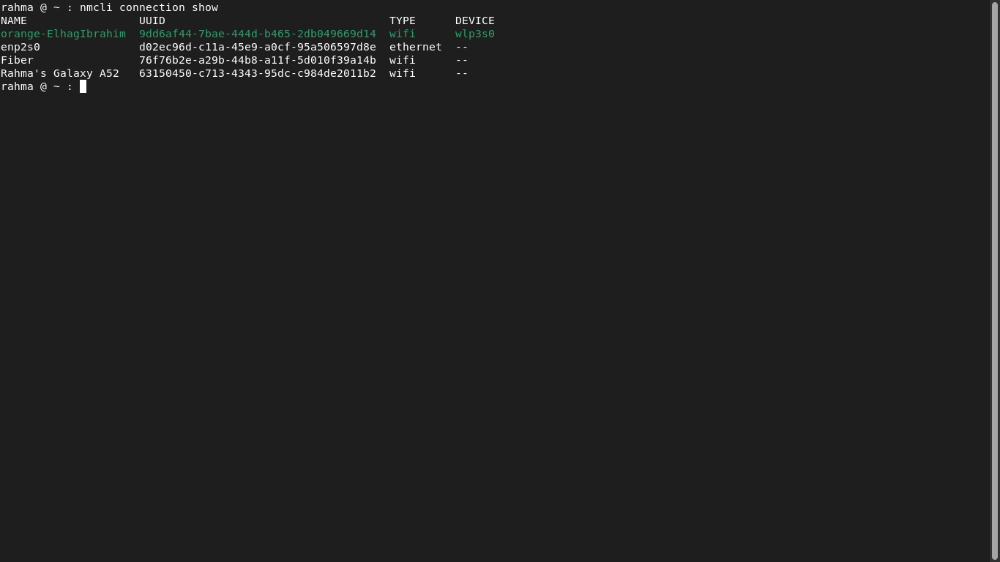 rahma @ ~ : nmcli connection show
NAME                 UUID                                  TYPE      DEVICE
orange-ElhagIbrahim  9dd6af44-7bae-444d-b465-2db049669d14  wifi      wlp3s0
enp2s0               d02ec96d-c11a-45e9-a0cf-95a506597d8e  ethernet  --
Fiber                76f76b2e-a29b-44b8-a11f-5d010f39a14b  wifi      --
Rahma's Galaxy A52   63150450-c713-4343-95dc-c984de2011b2  wifi      --
rahma @ ~ :